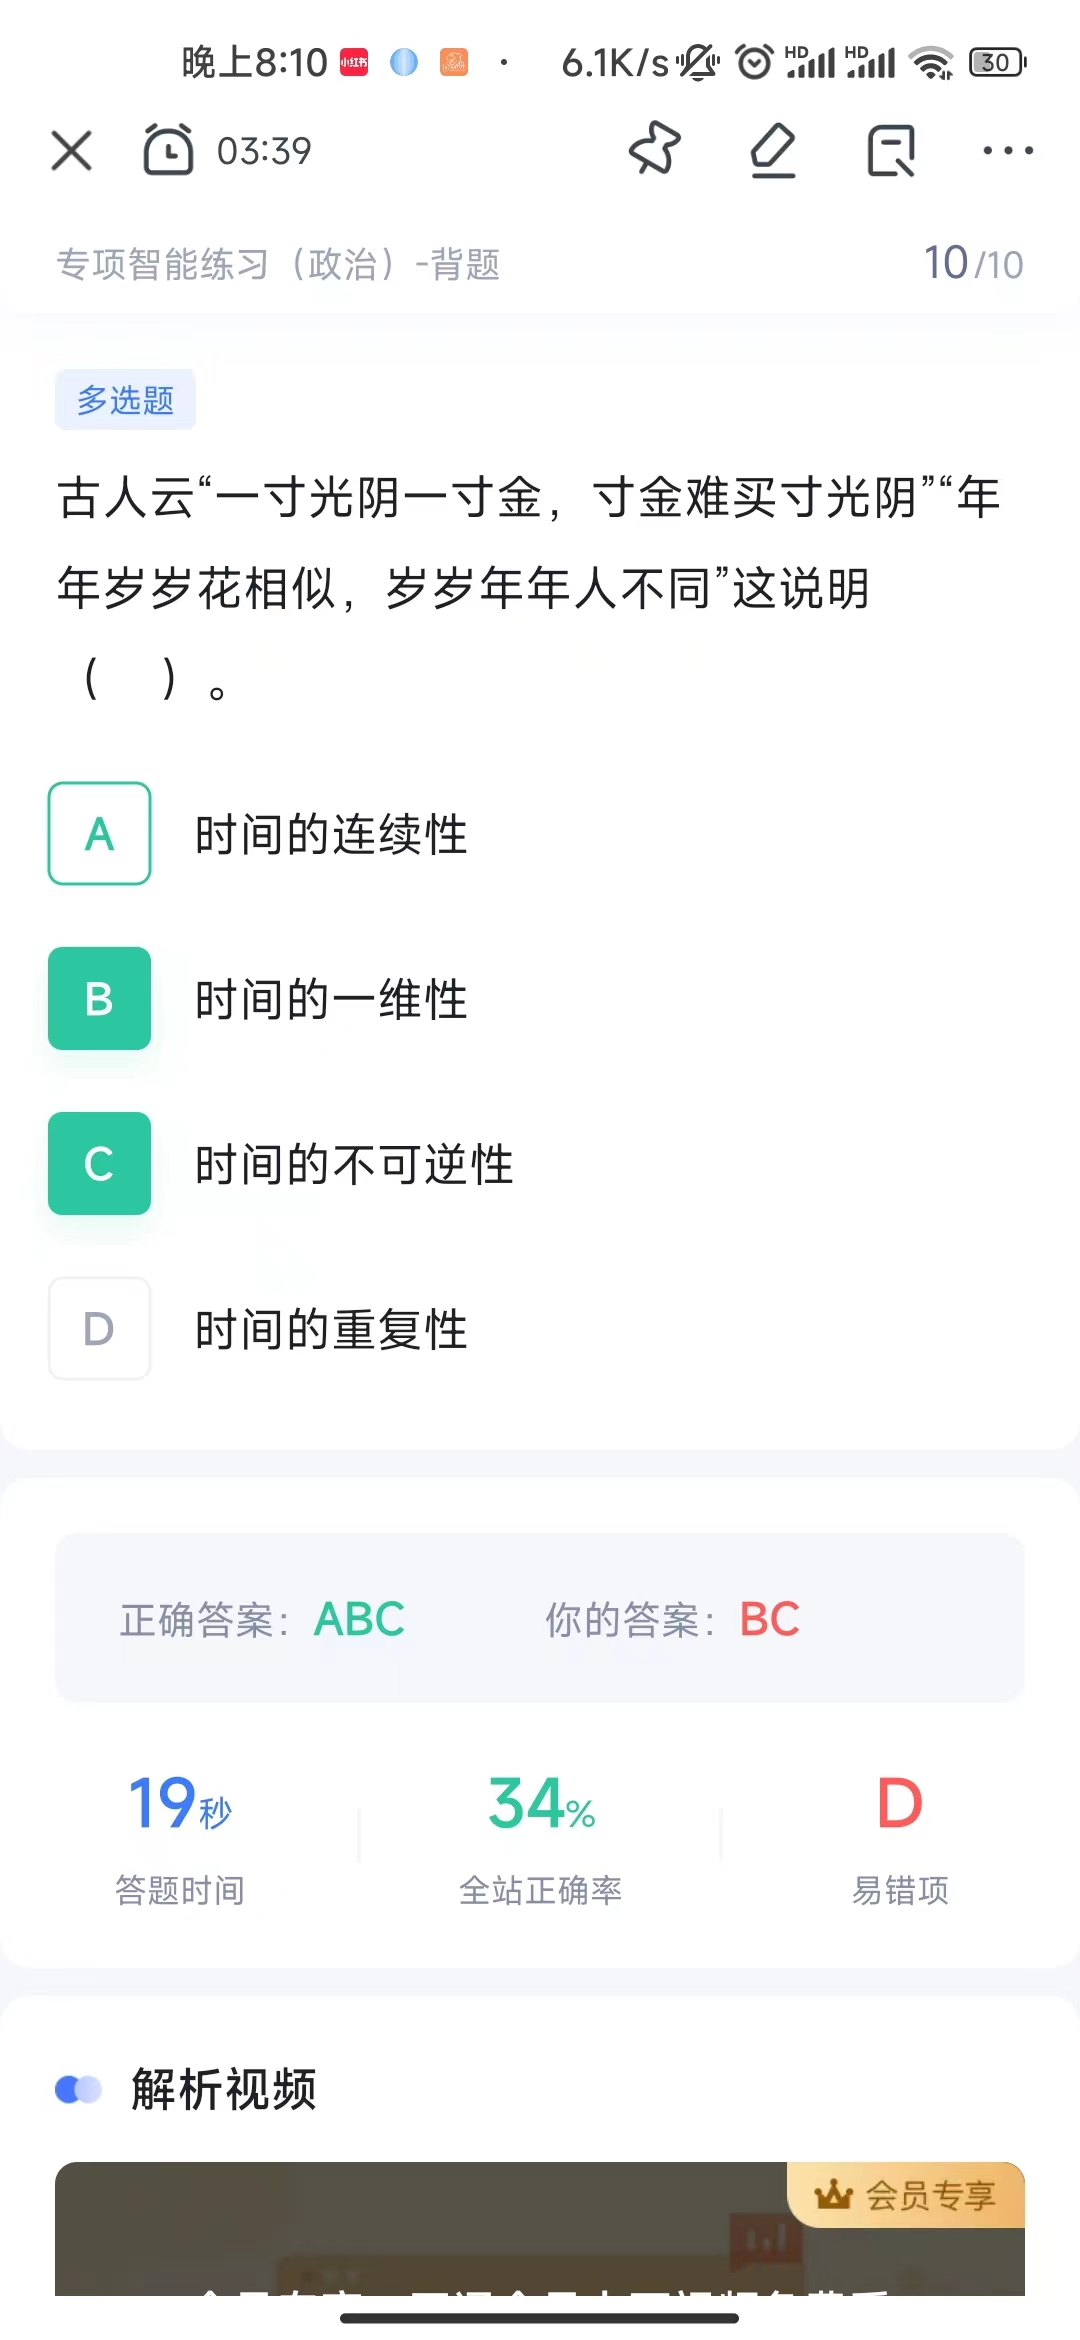 晚上8:10 小红书 · 6.1K/s HD HD 30
03:39
专项智能练习（政治）-背题 10/10
多选题
古人云“一寸光阴一寸金，寸金难买寸光阴”“年
年岁岁花相似，岁岁年年人不同”这说明
（ ）。
A 时间的连续性
B 时间的一维性
C 时间的不可逆性
D 时间的重复性
正确答案：ABC 你的答案：BC
19秒 34% D
答题时间 全站正确率 易错项
解析视频
会员专享